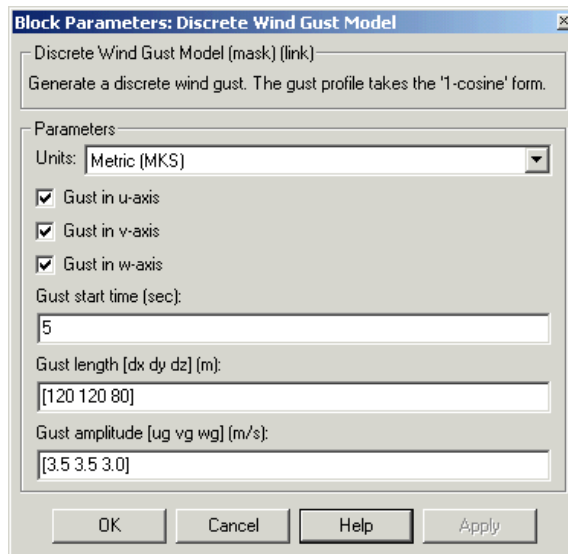 Block Parameters: Discrete Wind Gust Model
Discrete Wind Gust Model (mask) (link)
Generate a discrete wind gust. The gust profile takes the '1-cosine' form.
Parameters
Units: Metric (MKS)
Gust in u-axis
Gust in v-axis
Gust in w-axis
Gust start time (sec):
5
Gust length [dx dy dz] (m):
[120 120 80]
Gust amplitude [ug vg wg] (m/s):
[3.5 3.5 3.0]
OK Cancel Help Apply